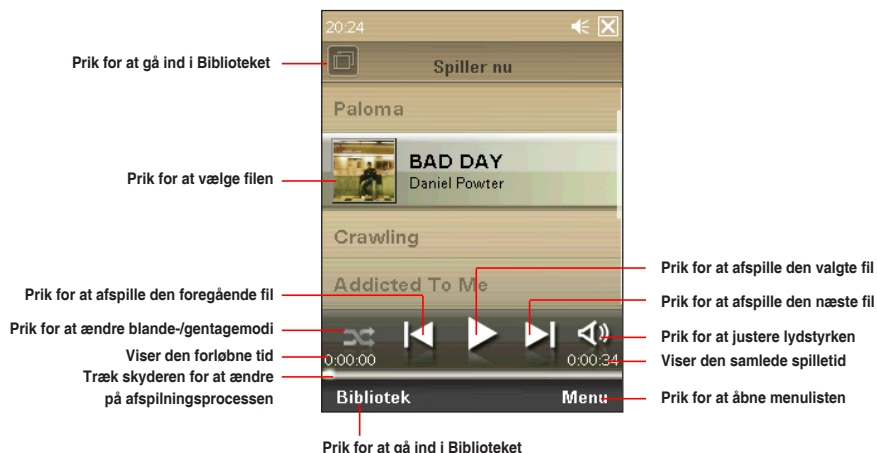 20:24
Prik for at gå ind i Biblioteket
Spiller nu
Paloma
BAD DAY
Prik for at vælge filen
Daniel Powter
Crawling
Prik for at afspille den valgte fil
Addicted To Me
Prik for at afspille den foregående fil
Prik for at afspille den næste fil
Prik for at ændre blande-/gentagemodi
Prik for at justere lydstyrken
Viser den forløbne tid
0:00:00
0:00:34
Viser den samlede spilletid
Træk skyderen for at ændre
på afspilningsprocessen
Bibliotek
Menu
Prik for at åbne menulisten
Prik for at gå ind i Biblioteket